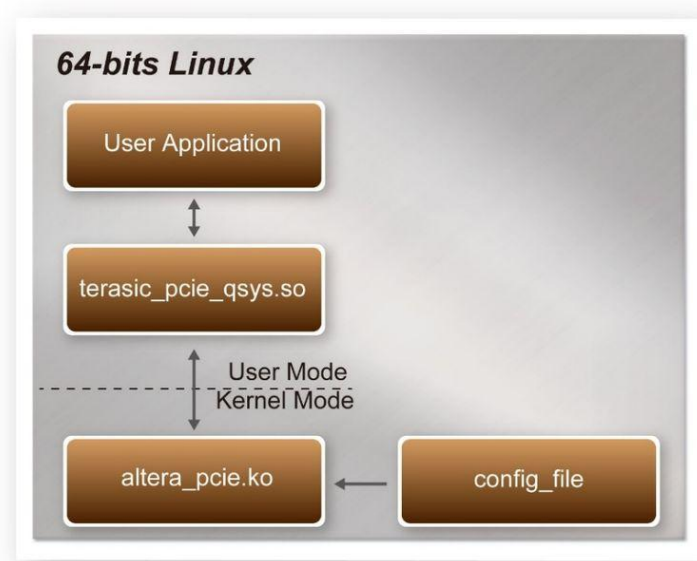 64-bits Linux
User Application
terasic_pcie_qsys.so
User Mode
Kernel Mode
altera_pcie.ko
config_file